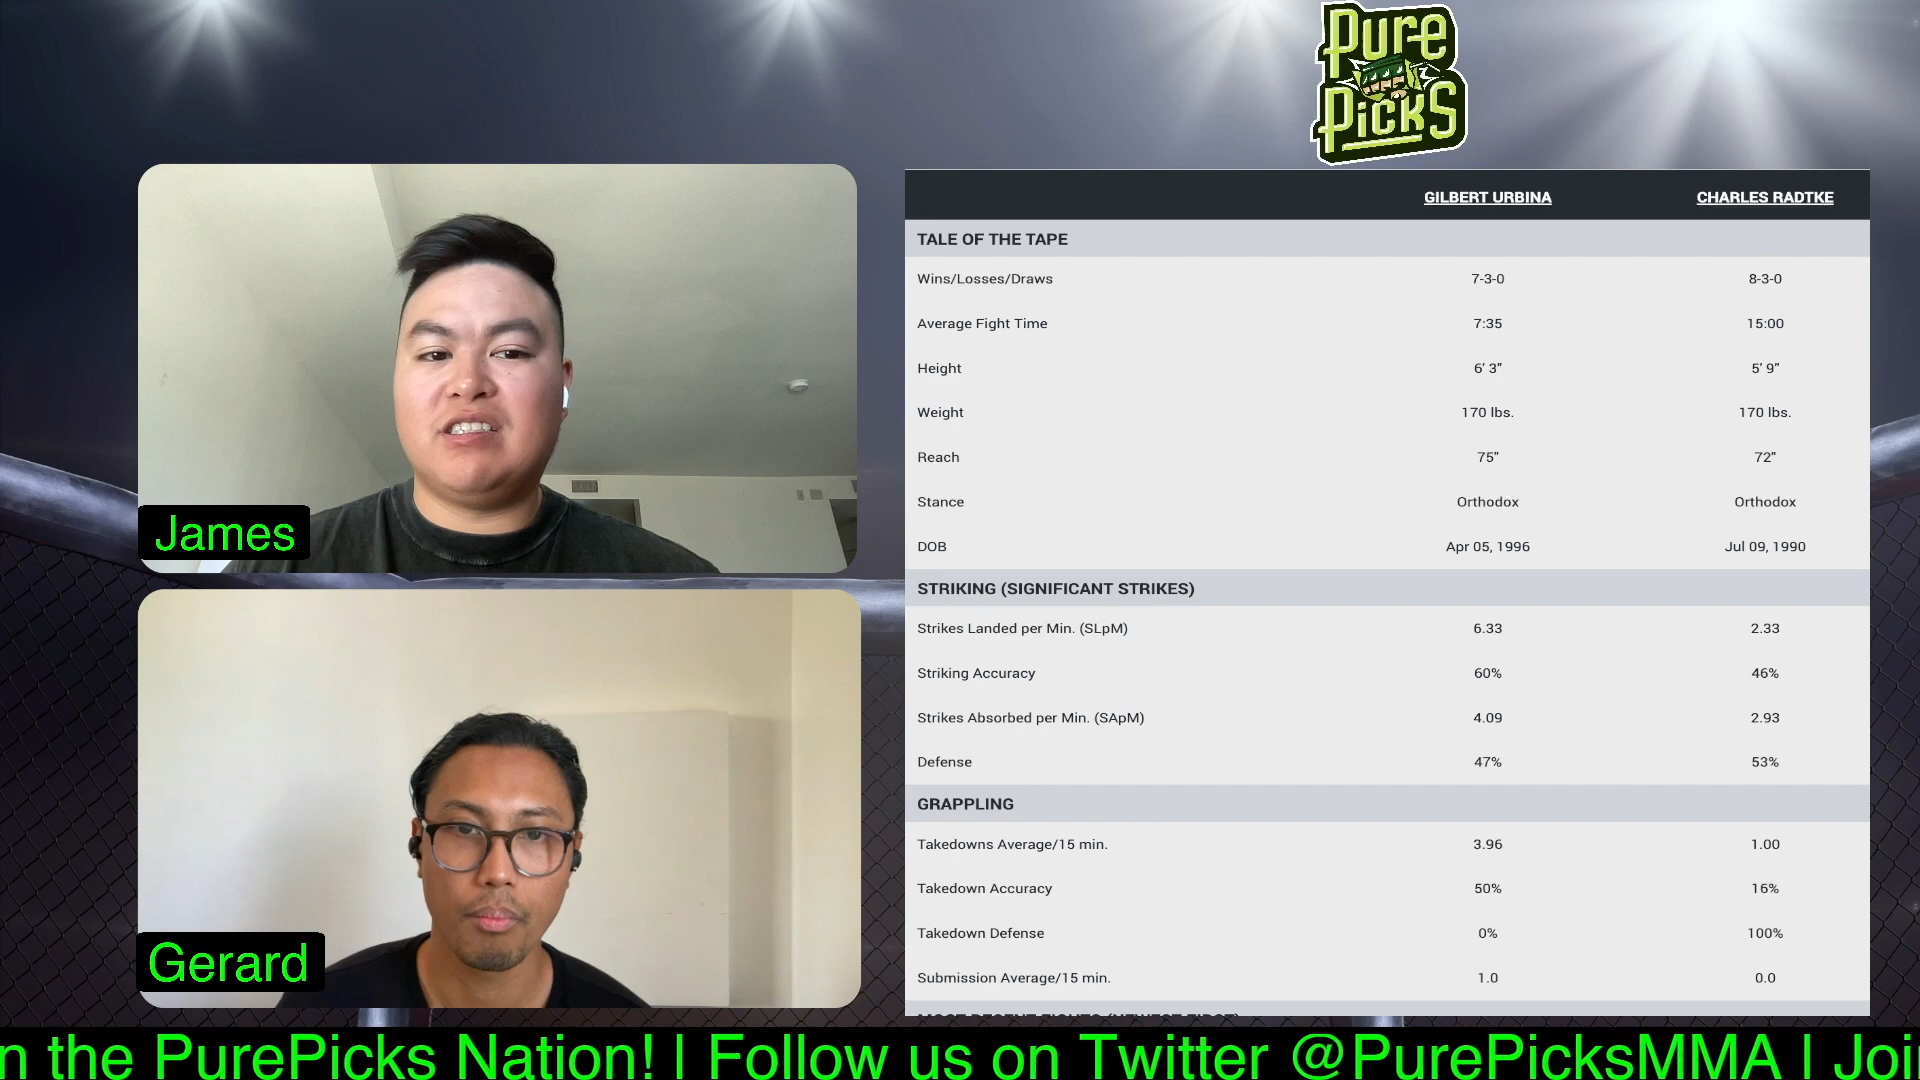 Pure
Picks
James
Gerard
GILBERT URBINA CHARLES RADTKE
TALE OF THE TAPE
Wins/Losses/Draws 7-3-0 8-3-0
Average Fight Time 7:35 15:00
Height 6' 3" 5' 9"
Weight 170 lbs. 170 lbs.
Reach 75" 72"
Stance Orthodox Orthodox
DOB Apr 05, 1996 Jul 09, 1990
STRIKING (SIGNIFICANT STRIKES)
Strikes Landed per Min. (SLpM) 6.33 2.33
Striking Accuracy 60% 46%
Strikes Absorbed per Min. (SApM) 4.09 2.93
Defense 47% 53%
GRAPPLING
Takedowns Average/15 min. 3.96 1.00
Takedown Accuracy 50% 16%
Takedown Defense 0% 100%
Submission Average/15 min. 1.0 0.0
MOST RECENT FIGHTS (NEWEST FIRST)
n the PurePicks Nation! | Follow us on Twitter @PurePicksMMA | Joi